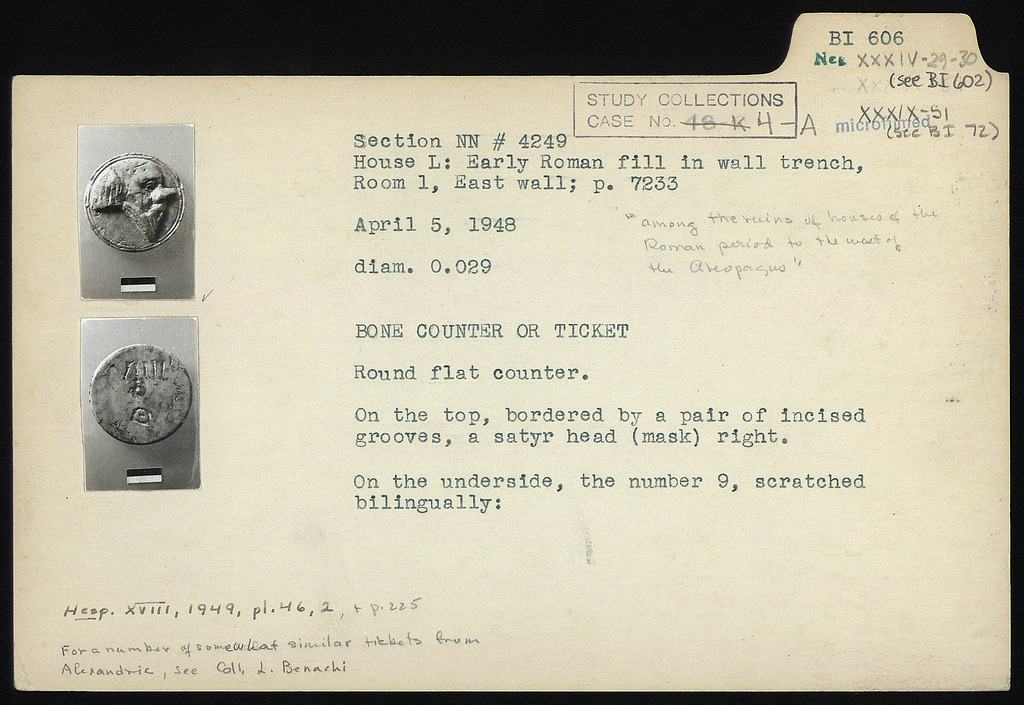 BI 606
Neg XXXIV-29-30
(see BI 602)
XXXIX-51
microfilmed
(SEE BI 72)
STUDY COLLECTIONS
CASE NO. 48-K 4-A
Section NN # 4249
House L: Early Roman fill in wall trench,
Room 1, East wall; p. 7233
April 5, 1948
"among the ruins of houses of the
Roman period to the west of
the Areopagus"
diam. 0.029
BONE COUNTER OR TICKET
Round flat counter.
On the top, bordered by a pair of incised
grooves, a satyr head (mask) right.
On the underside, the number 9, scratched
bilingually:
Hesp. XVIII, 1949, pl. 46, 2, + p. 225
For a number of somewhat similar tickets from
Alexandria, see Coll. L. Benachi